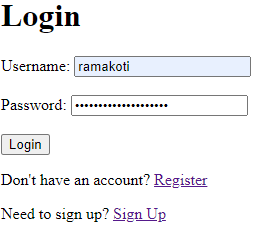 Login
Username: ramakoti
Password: ••••••••••••••••••••
Login
Don't have an account? Register
Need to sign up? Sign Up